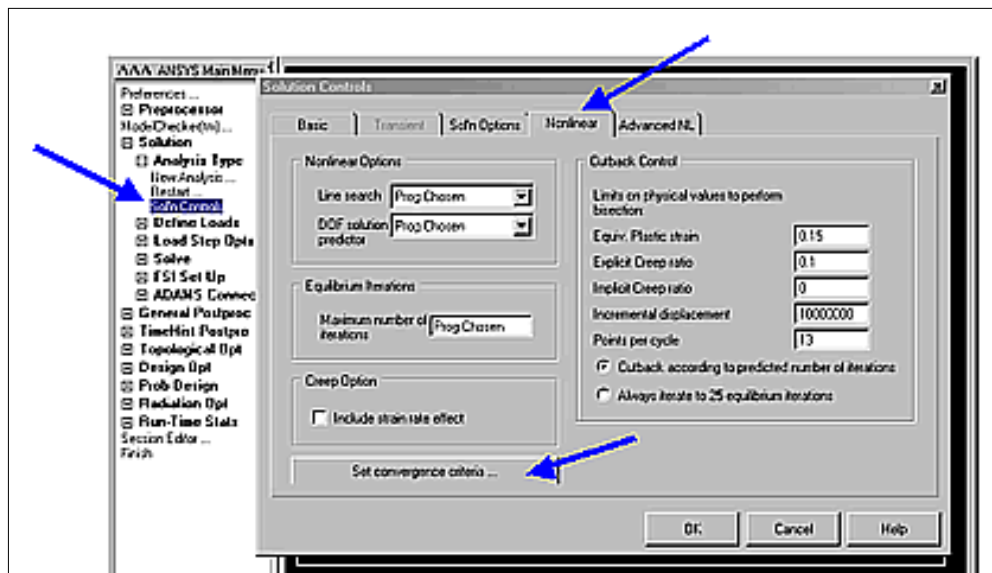 ANSYS Main Menu
Preferences ...
Preprocessor
ModelChecker(tm) ...
Solution
Analysis Type
New Analysis ...
Restart ...
Sol'n Controls
Define Loads
Load Step Opts
Solve
FSI Set Up
ADAMS Connec
General Postproc
TimeHist Postpro
Topological Opt
Design Opt
Prob Design
Radiation Opt
Run-Time Stats
Session Editor ...
Finish
Solution Controls
Basic
Transient
Sol'n Options
Nonlinear
Advanced NL
Nonlinear Options
Line search
Prog Chosen
DOF solution predictor
Prog Chosen
Equilibrium Iterations
Maximum number of iterations
Prog Chosen
Creep Option
Include strain rate effect
Set convergence criteria ...
Cutback Control
Limits on physical values to perform
bisection:
Equiv. Plastic strain
0.15
Explicit Creep ratio
0.1
Implicit Creep ratio
0
Incremental displacement
10000000
Points per cycle
13
Cutback according to predicted number of iterations
Always iterate to 25 equilibrium iterations
OK
Cancel
Help